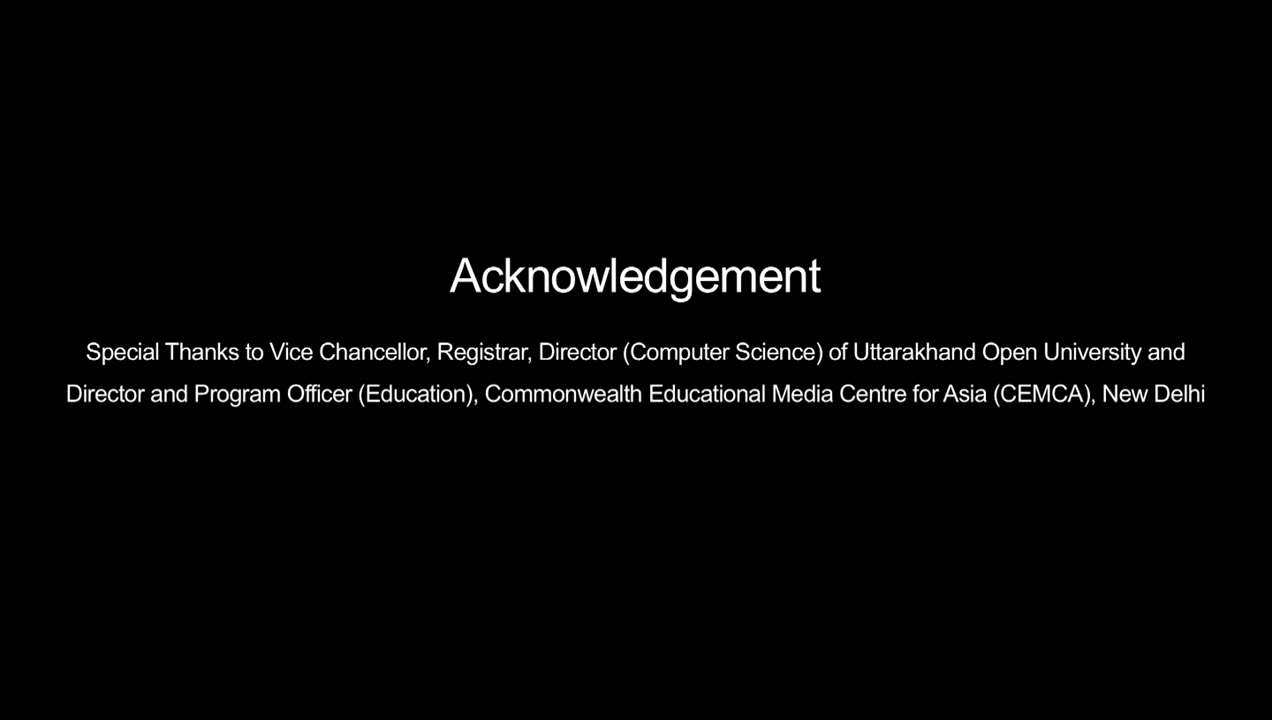 Acknowledgement
Special Thanks to Vice Chancellor, Registrar, Director (Computer Science) of Uttarakhand Open University and
Director and Program Officer (Education), Commonwealth Educational Media Centre for Asia (CEMCA), New Delhi